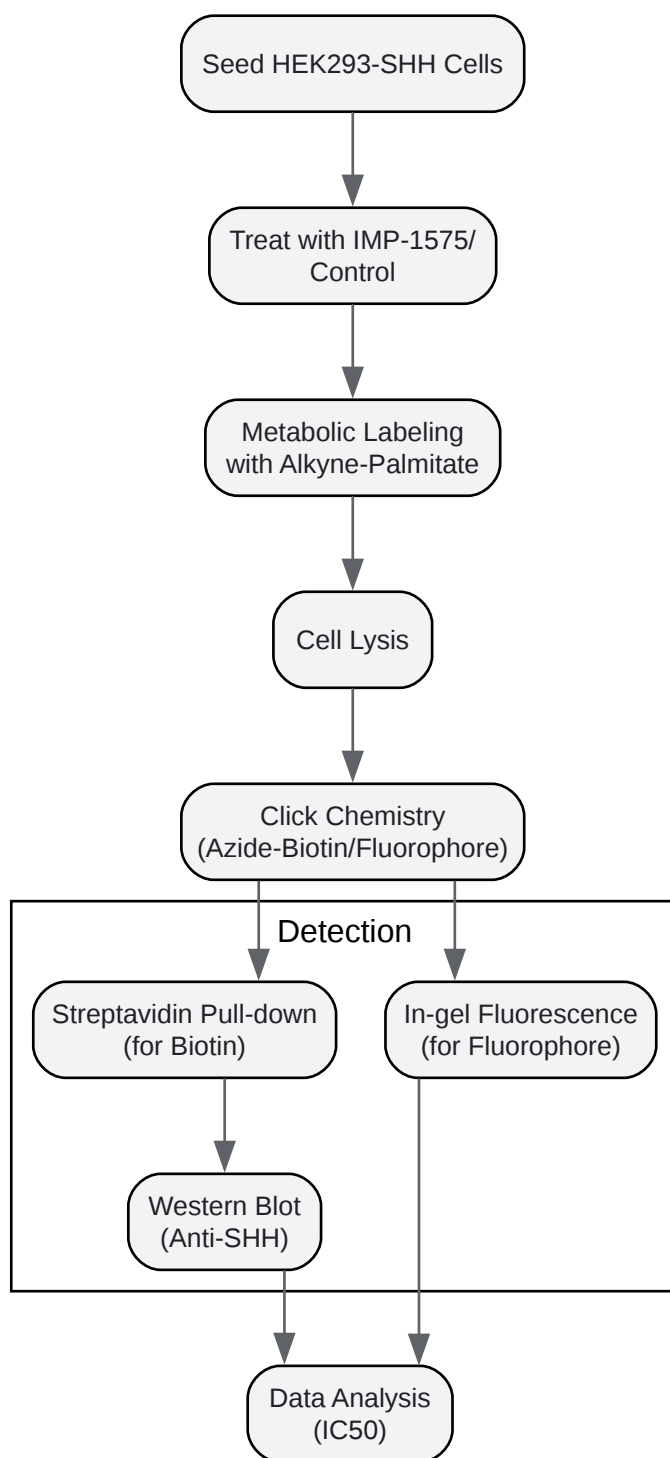 Seed HEK293-SHH Cells
Treat with IMP-1575/
Control
Metabolic Labeling
with Alkyne-Palmitate
Cell Lysis
Click Chemistry
(Azide-Biotin/Fluorophore)
Detection
Streptavidin Pull-down
(for Biotin)
In-gel Fluorescence
(for Fluorophore)
Western Blot
(Anti-SHH)
Data Analysis
(IC50)